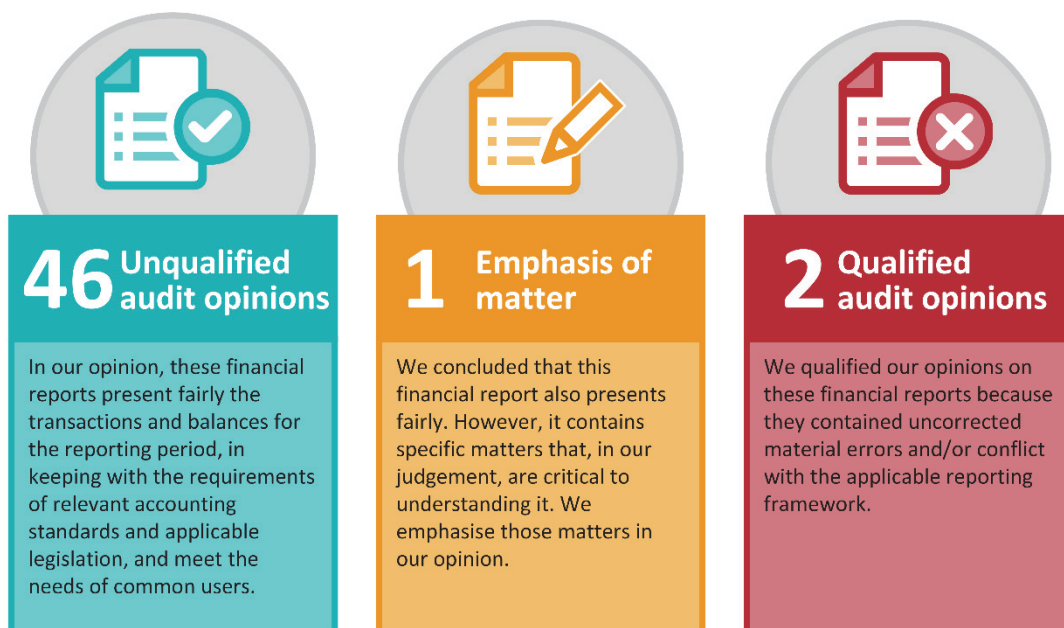 46 Unqualified
audit opinions
In our opinion, these financial
reports present fairly the
transactions and balances for
the reporting period, in
keeping with the requirements
of relevant accounting
standards and applicable
legislation, and meet the
needs of common users.
1 Emphasis of
matter
We concluded that this
financial report also presents
fairly. However, it contains
specific matters that, in our
judgement, are critical to
understanding it. We
emphasise those matters in
our opinion.
2 Qualified
audit opinions
We qualified our opinions on
these financial reports because
they contained uncorrected
material errors and/or conflict
with the applicable reporting
framework.